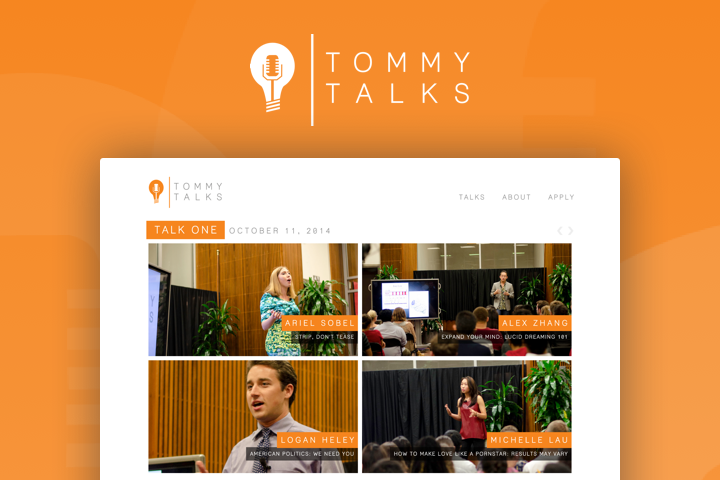 TOMMY
TALKS
TOMMY
TALKS
TALKS ABOUT APPLY
TALK ONE OCTOBER 11, 2014
ARIEL SOBEL
STRIP, DON'T TEASE
ALEX ZHANG
EXPAND YOUR MIND: LUCID DREAMING 101
LOGAN HELEY
AMERICAN POLITICS: WE NEED YOU
MICHELLE LAU
HOW TO MAKE LOVE LIKE A PORNSTAR: RESULTS MAY VARY